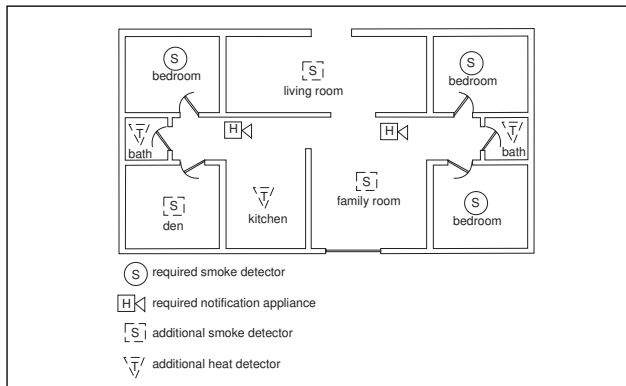 S S S
bedroom living room bedroom
H H
T T
bath bath
S T S S
den kitchen family room bedroom
S required smoke detector
H required notification appliance
S additional smoke detector
T additional heat detector